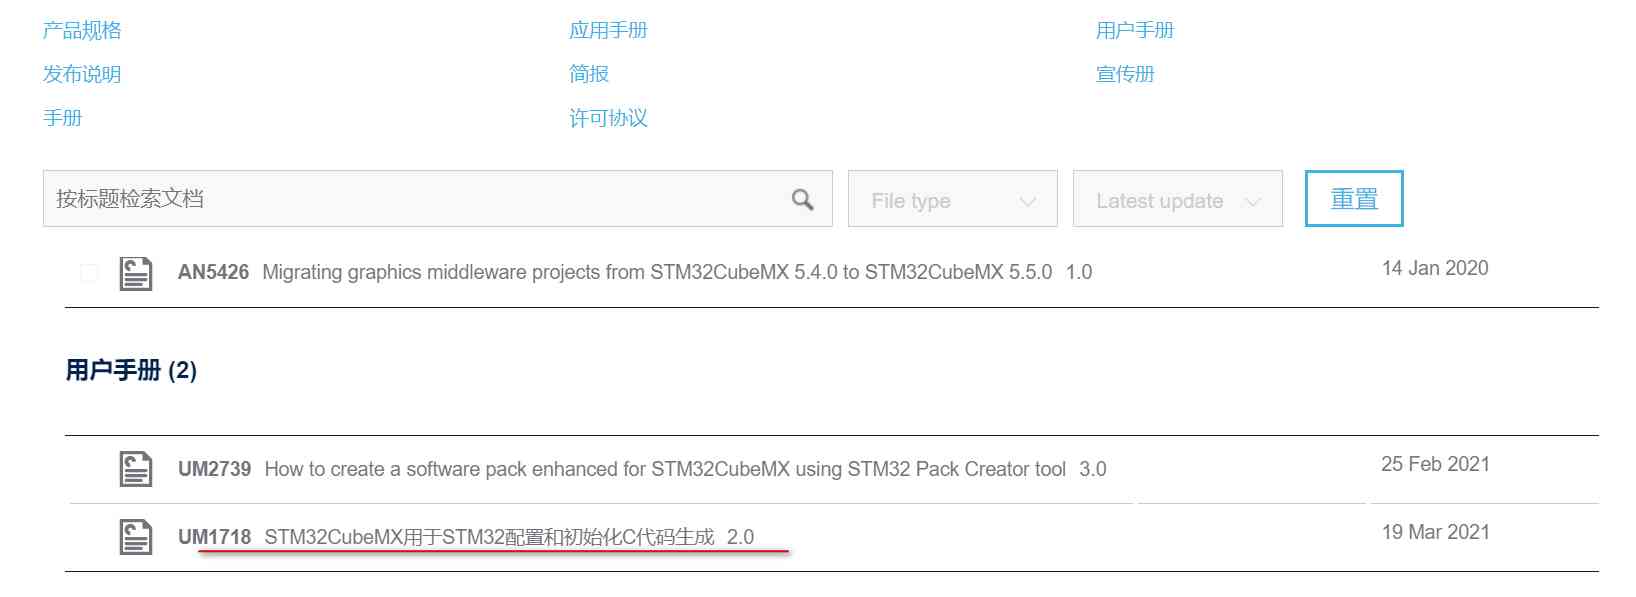 产品规格 应用手册 用户手册
发布说明 简报 宣传册
手册 许可协议
按标题检索文档 File type Latest update 重置
AN5426 Migrating graphics middleware projects from STM32CubeMX 5.4.0 to STM32CubeMX 5.5.0 1.0 14 Jan 2020
用户手册 (2)
UM2739 How to create a software pack enhanced for STM32CubeMX using STM32 Pack Creator tool 3.0 25 Feb 2021
UM1718 STM32CubeMX用于STM32配置和初始化C代码生成 2.0 19 Mar 2021